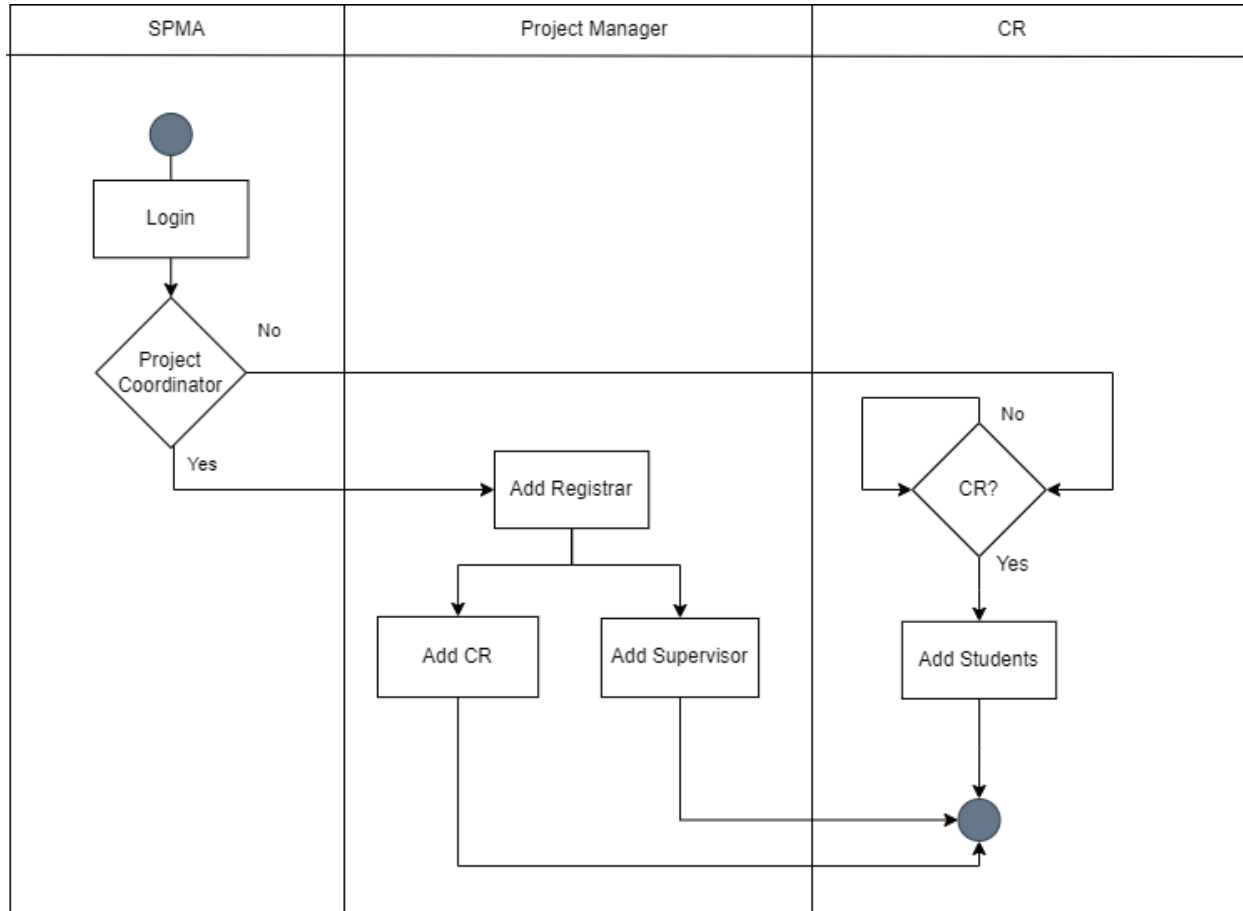 SPMA
Project Manager
CR
Login
Project
Coordinator
No
Yes
Add Registrar
No
CR?
Yes
Add CR
Add Supervisor
Add Students